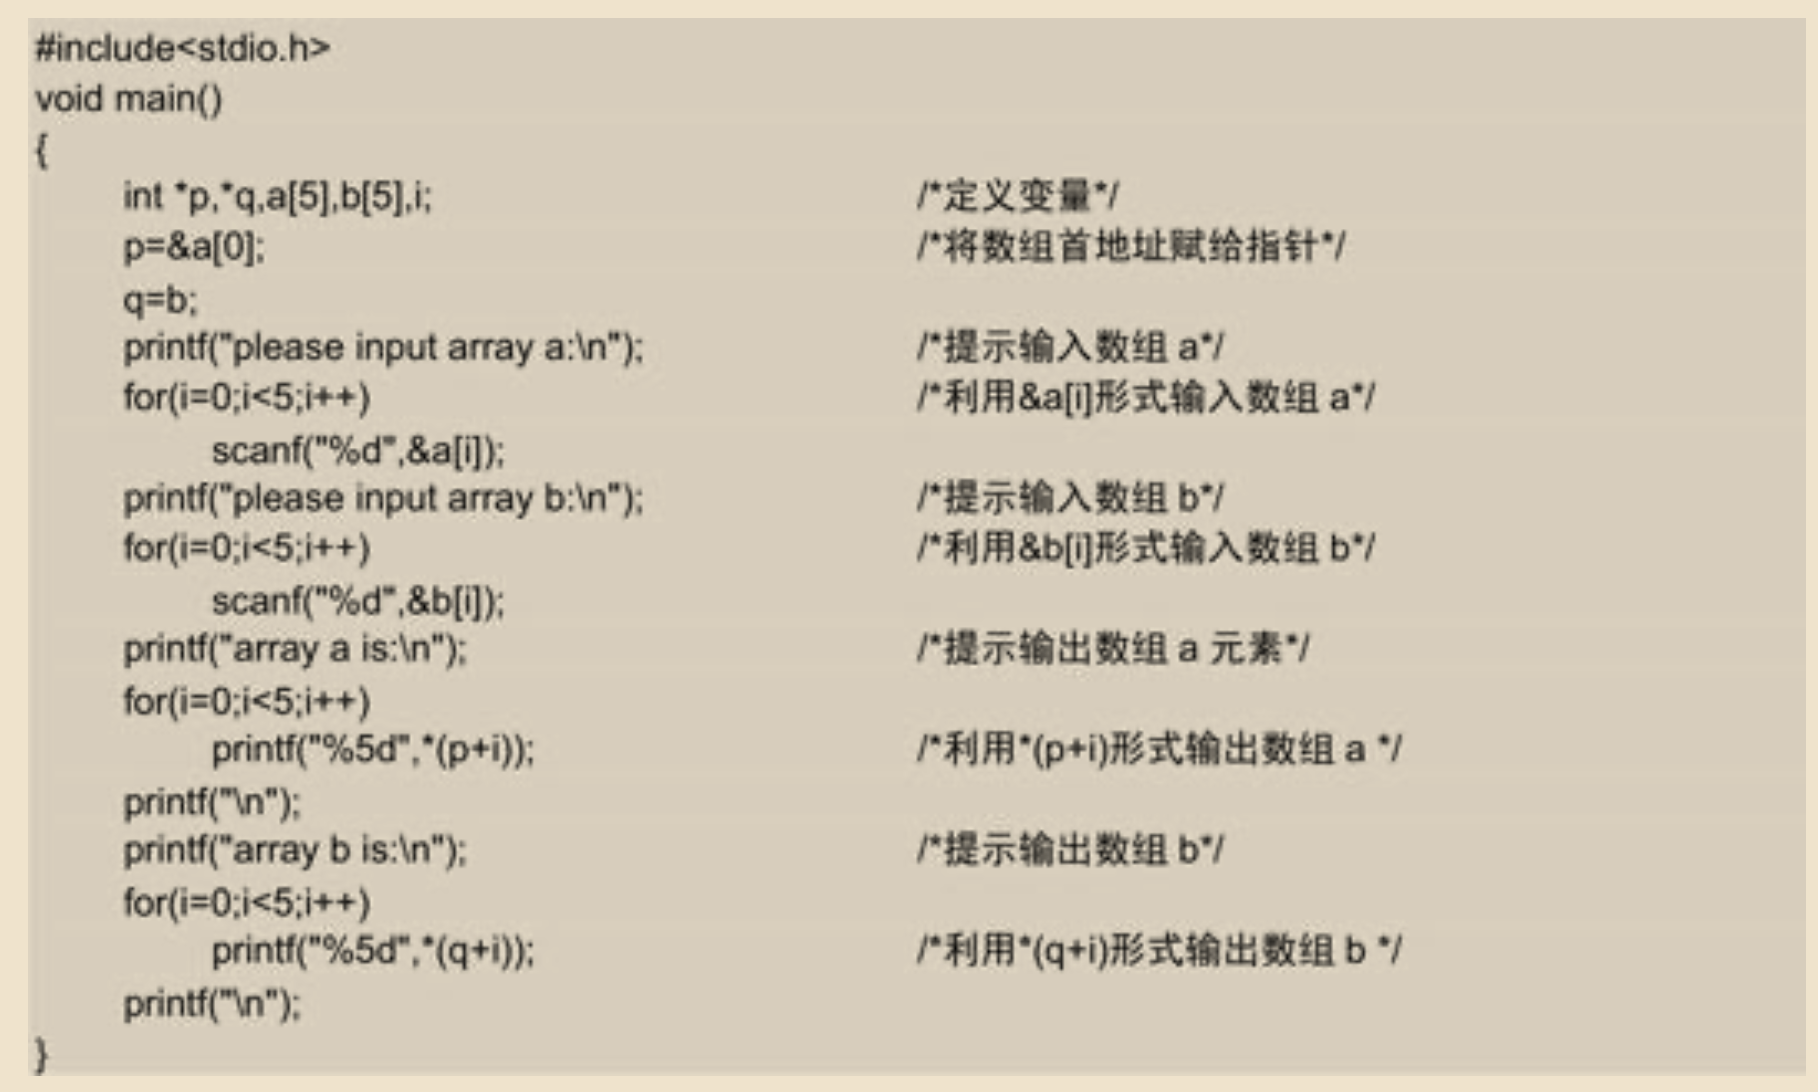 #include<stdio.h>
void main()
{
int *p,*q,a[5],b[5],i; /*定义变量*/
p=&a[0]; /*将数组首地址赋给指针*/
q=b;
printf("please input array a:\n"); /*提示输入数组 a*/
for(i=0;i<5;i++) /*利用&a[i]形式输入数组 a*/
scanf("%d",&a[i]);
printf("please input array b:\n"); /*提示输入数组 b*/
for(i=0;i<5;i++) /*利用&b[i]形式输入数组 b*/
scanf("%d",&b[i]);
printf("array a is:\n"); /*提示输出数组 a 元素*/
for(i=0;i<5;i++)
printf("%5d",*(p+i)); /*利用*(p+i)形式输出数组 a */
printf("\n");
printf("array b is:\n"); /*提示输出数组 b*/
for(i=0;i<5;i++)
printf("%5d",*(q+i)); /*利用*(q+i)形式输出数组 b */
printf("\n");
}